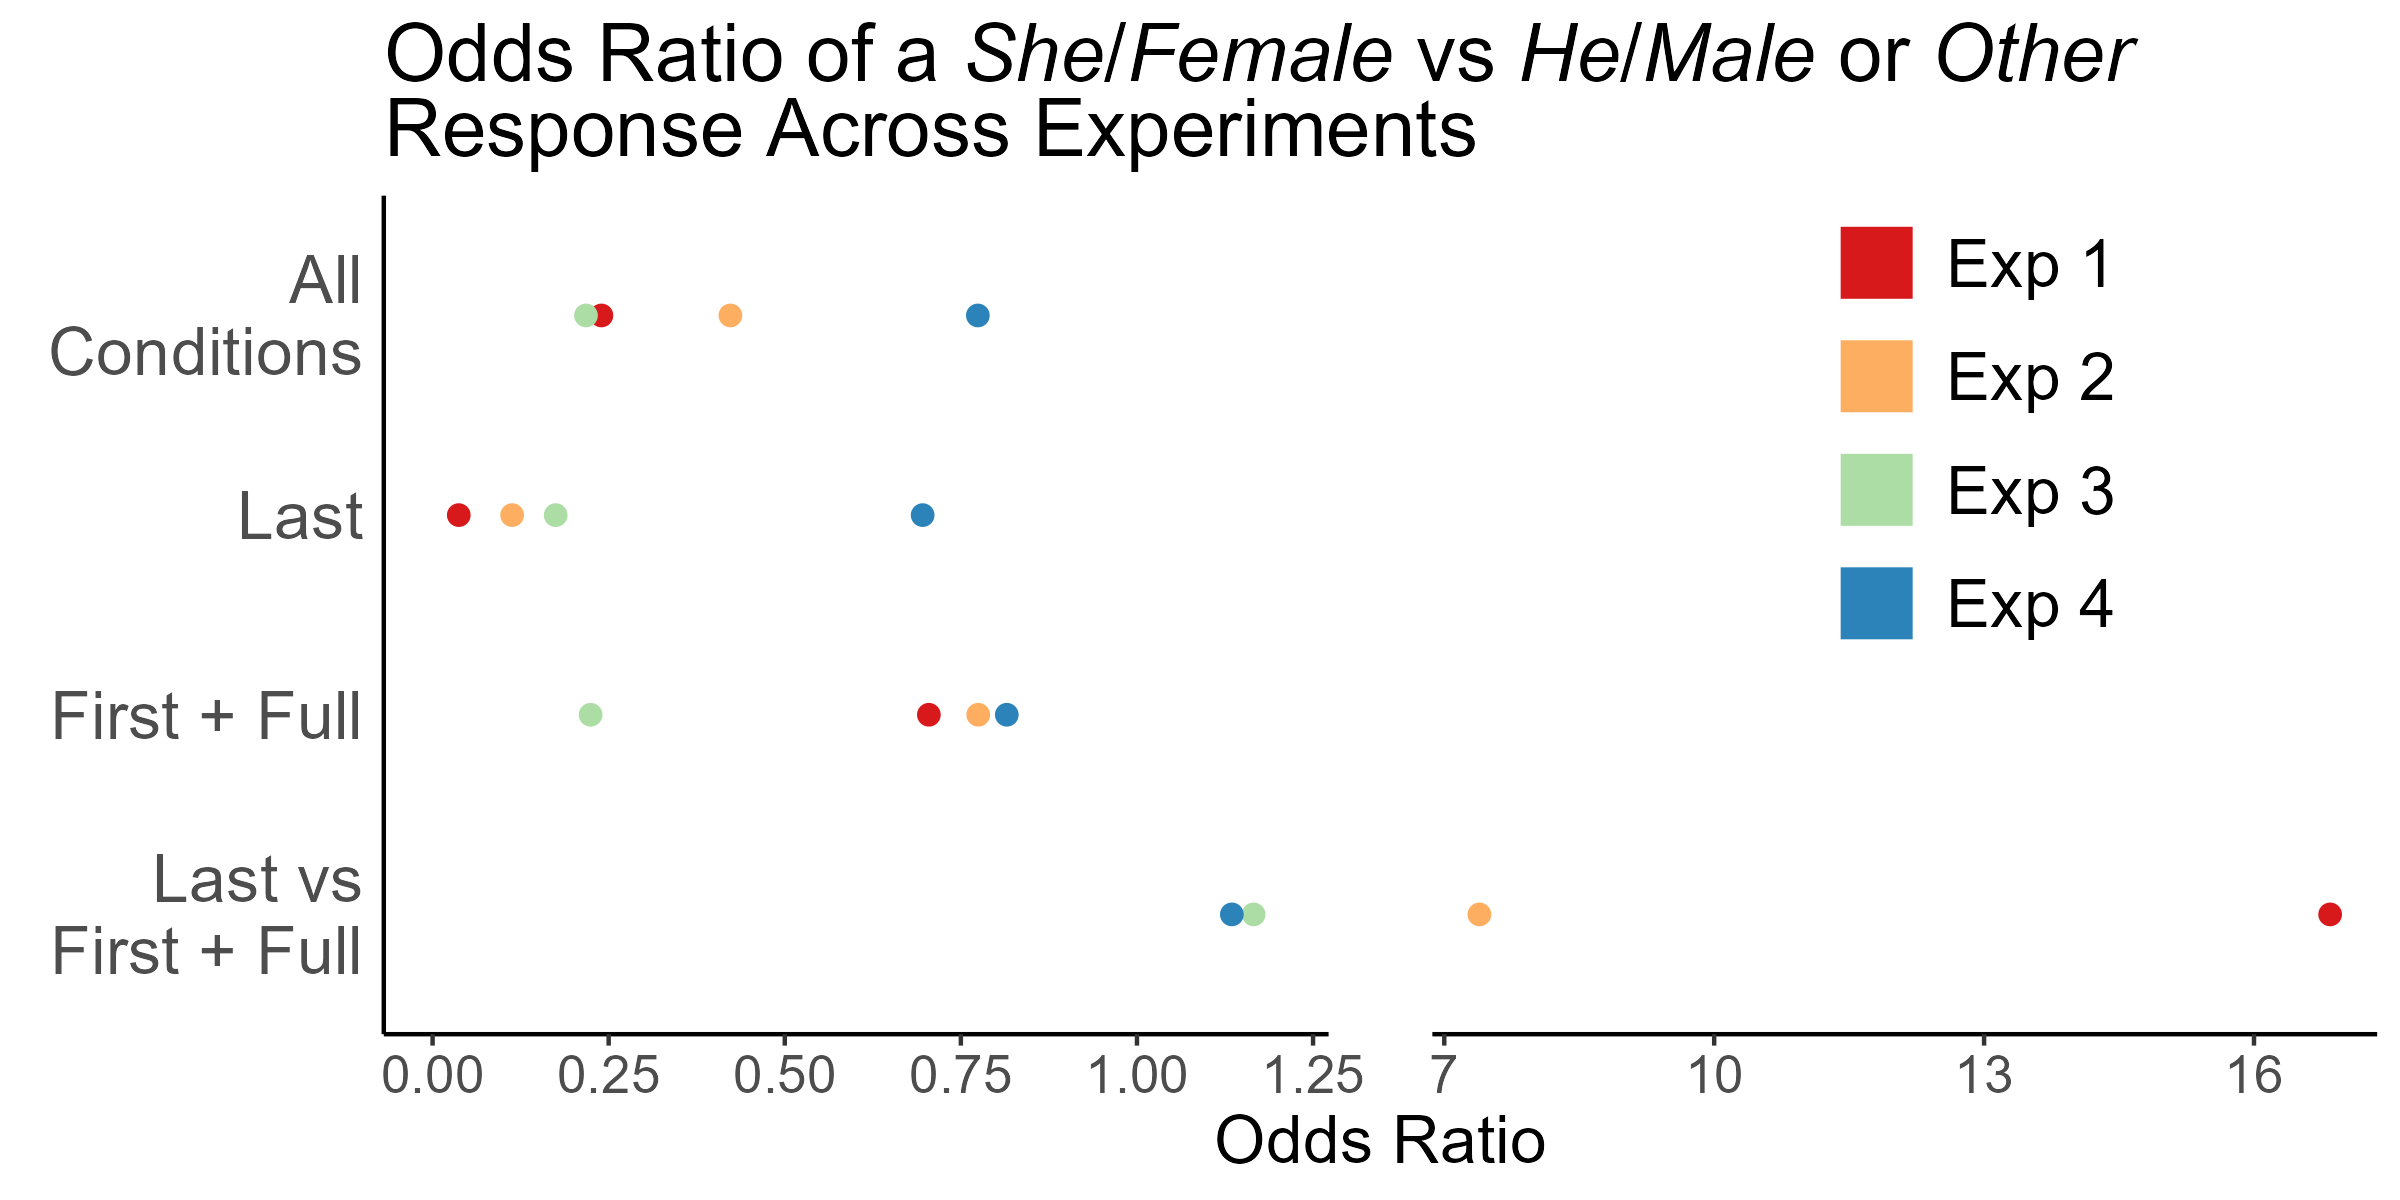 Odds Ratio of a She/Female vs He/Male or Other
Response Across Experiments
All
Conditions
Last
First + Full
Last vs
First + Full
Exp 1
Exp 2
Exp 3
Exp 4
0.00 0.25 0.50 0.75 1.00 1.25 7 10 13 16
Odds Ratio